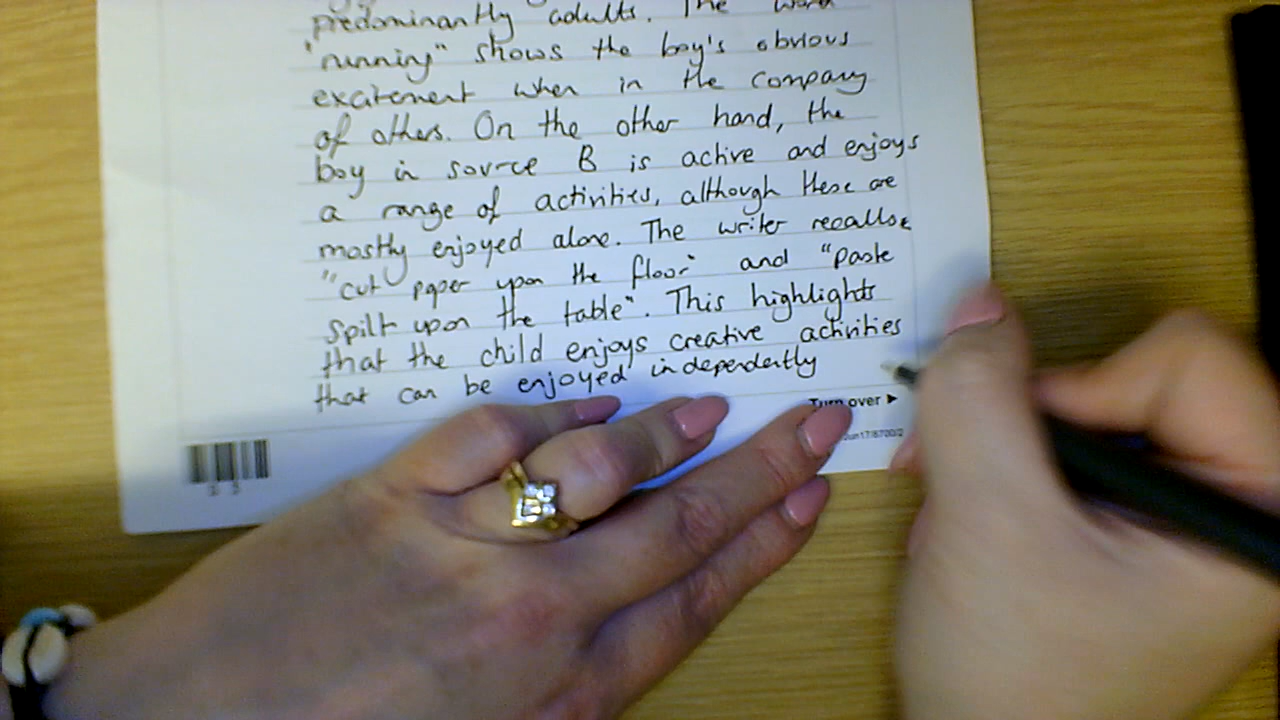 predominantly adults. The word
"running" shows the boy's obvious
excitement when in the company
of others. On the other hand, the
boy in source B is active and enjoys
a range of activities, although these are
mostly enjoyed alone. The writer recalls
"cut paper upon the floor" and "paste
spilt upon the table". This highlights
that the child enjoys creative activities
that can be enjoyed independently
Turn over ►